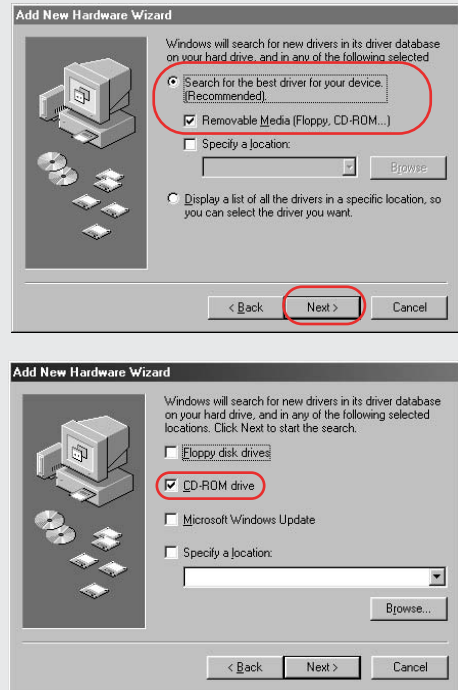 Add New Hardware Wizard
Windows will search for new drivers in its driver database
on your hard drive, and in any of the following selected
Search for the best driver for your device.
(Recommended).
Removable Media (Floppy, CD-ROM...)
Specify a location:
Browse
Display a list of all the drivers in a specific location, so
you can select the driver you want.
< Back Next > Cancel
Add New Hardware Wizard
Windows will search for new drivers in its driver database
on your hard drive, and in any of the following selected
locations. Click Next to start the search.
Floppy disk drives
CD-ROM drive
Microsoft Windows Update
Specify a location:
Browse...
< Back Next > Cancel